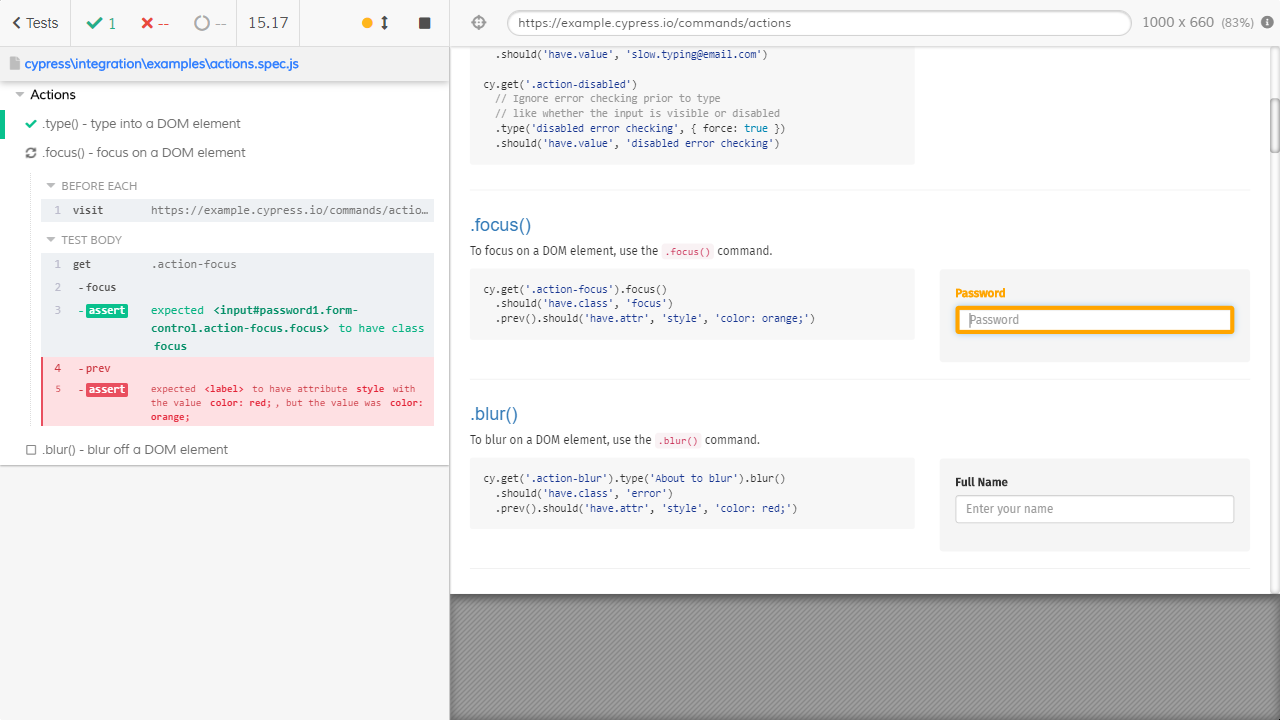 Tests
1
--
--
15.17
https://example.cypress.io/commands/actions
1000 x 660 (83%)
cypress\integration\examples\actions.spec.js
Actions
.type() - type into a DOM element
.focus() - focus on a DOM element
BEFORE EACH
1 visit https://example.cypress.io/commands/actio…
TEST BODY
1 get .action-focus
2 - focus
3 - assert expected <input#password1.form-
control.action-focus.focus> to have class
focus
4 - prev
5 - assert expected <label> to have attribute style with
the value color: red; , but the value was color:
orange;
.blur() - blur off a DOM element
.should('have.value', 'slow.typing@email.com')
cy.get('.action-disabled')
// Ignore error checking prior to type
// like whether the input is visible or disabled
.type('disabled error checking', { force: true })
.should('have.value', 'disabled error checking')
.focus()
To focus on a DOM element, use the .focus() command.
cy.get('.action-focus').focus()
.should('have.class', 'focus')
.prev().should('have.attr', 'style', 'color: orange;')
Password
Password
.blur()
To blur on a DOM element, use the .blur() command.
cy.get('.action-blur').type('About to blur').blur()
.should('have.class', 'error')
.prev().should('have.attr', 'style', 'color: red;')
Full Name
Enter your name